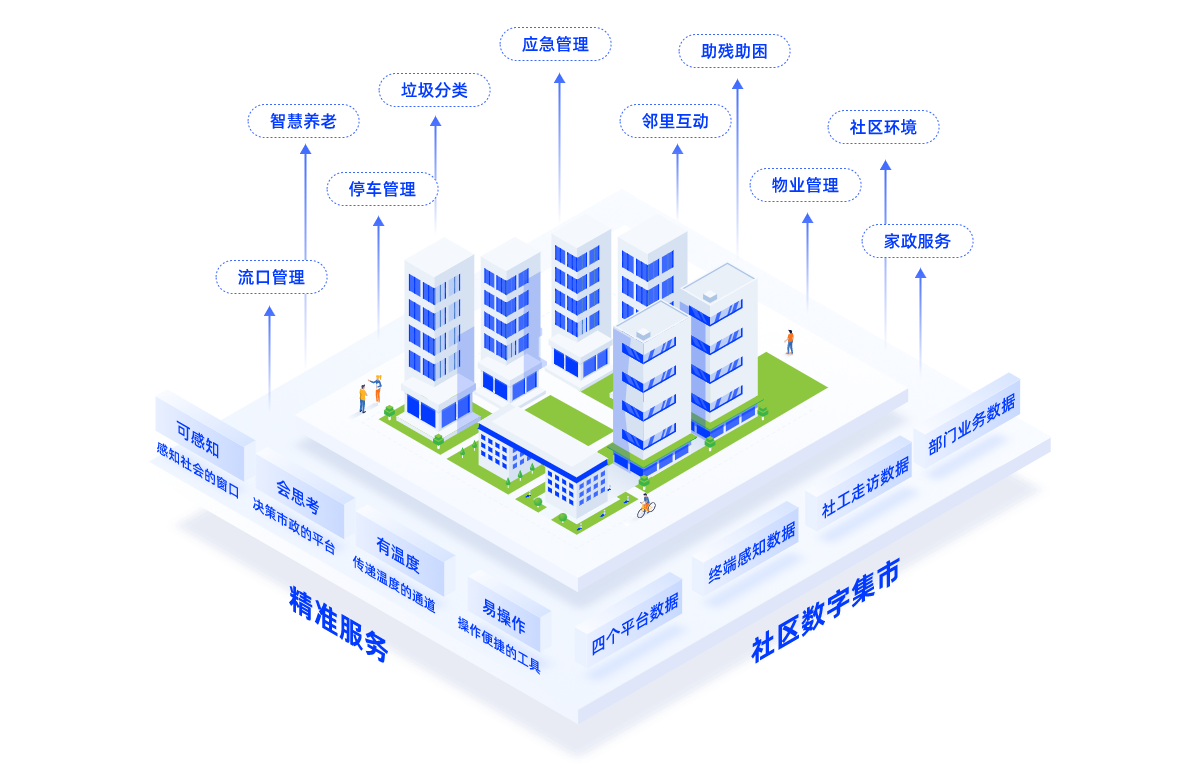 应急管理
助残助困
垃圾分类
智慧养老
邻里互动
社区环境
停车管理
物业管理
家政服务
流口管理
可感知
感知社会的窗口
会思考
决策市政的平台
有温度
传递温度的通道
易操作
操作便捷的工具
精准服务
四个平台数据
终端感知数据
社工走访数据
部门业务数据
社区数字集市